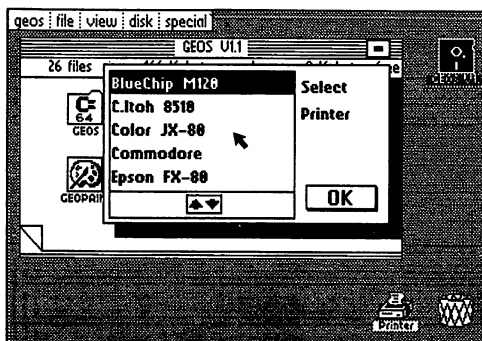 geos file view disk special
GEOS V1.1
26 files
BlueChip M120
C.Itoh 8510
Color JX-80
Commodore
Epson FX-80
Select
Printer
OK
C=
64
GEOS
Printer